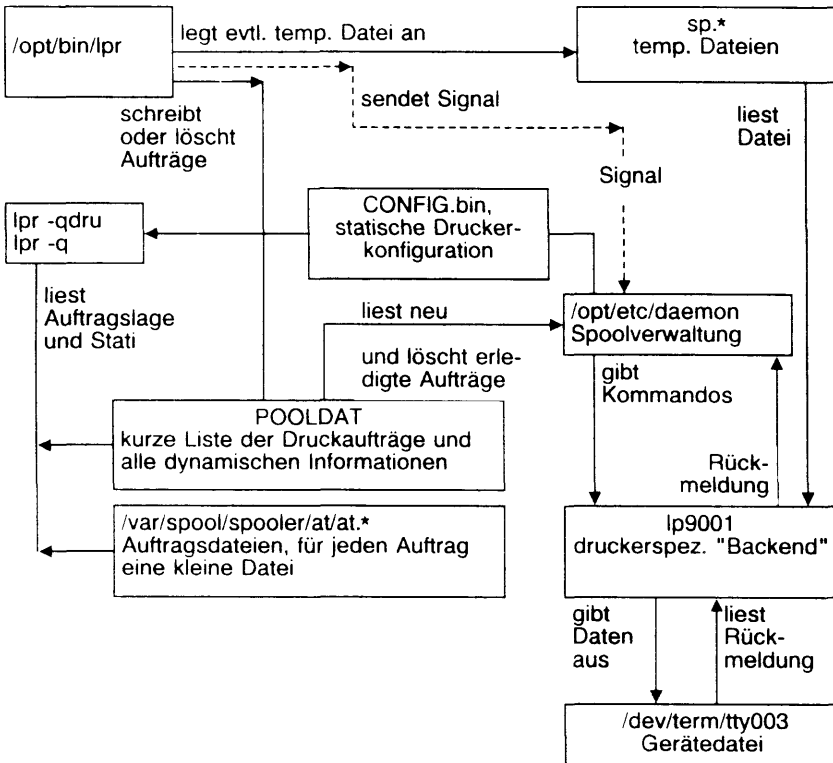 /opt/bin/lpr
legt evtl. temp. Datei an
sp.*
temp. Dateien
sendet Signal
schreibt
oder löscht
Aufträge
liest
Datei
Signal
lpr -qdru
lpr -q
CONFIG.bin,
statische Drucker-
konfiguration
liest
Auftragslage
und Stati
liest neu
/opt/etc/daemon
Spoolverwaltung
und löscht erle-
digte Aufträge
gibt
Kommandos
POOLDAT
kurze Liste der Druckaufträge und
alle dynamischen Informationen
Rück-
meldung
/var/spool/spooler/at/at.*
Auftragsdateien, für jeden Auftrag
eine kleine Datei
lp9001
druckerspez. "Backend"
gibt
Daten
aus
liest
Rück-
meldung
/dev/term/tty003
Gerätedatei